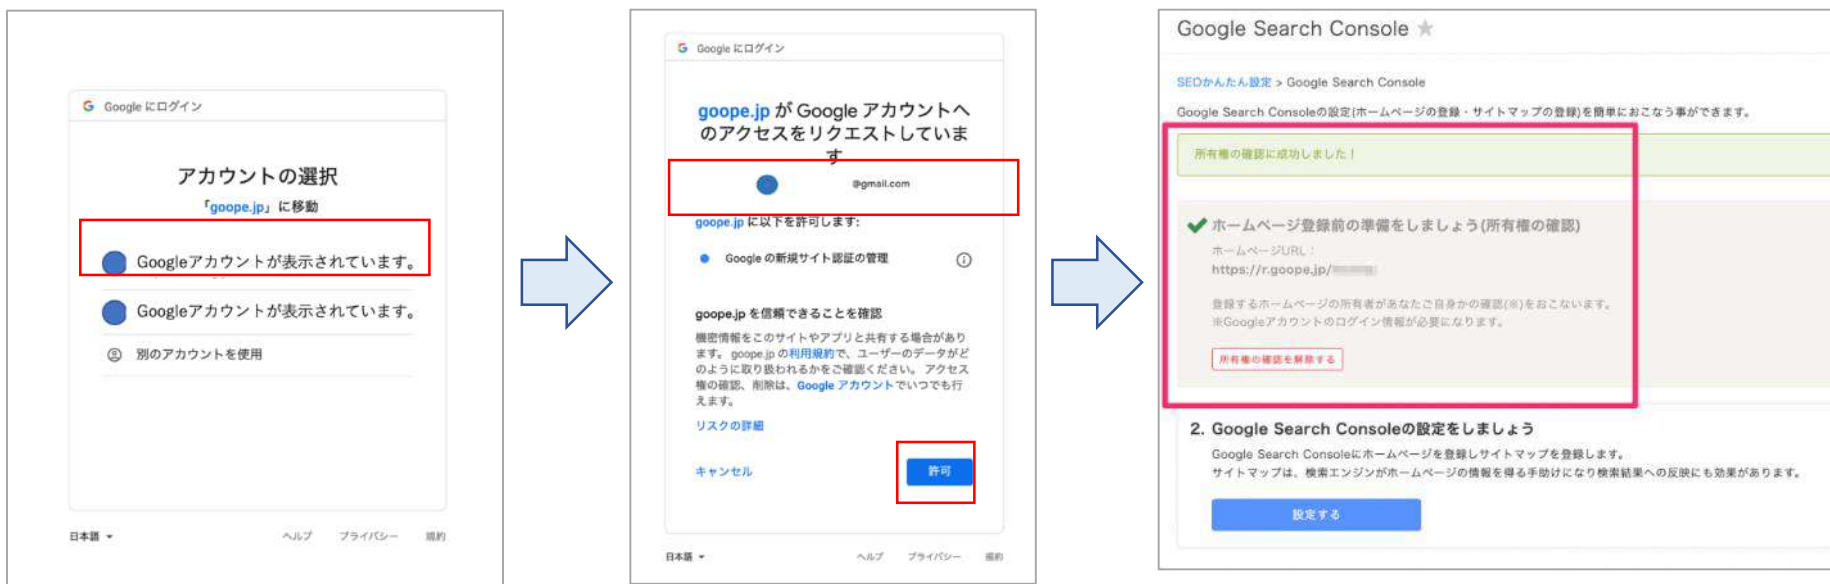 Google にログイン
アカウントの選択
「goope.jp」に移動
Googleアカウントが表示されています。
Googleアカウントが表示されています。
別のアカウントを使用
日本語
ヘルプ プライバシー 規約
Google にログイン
goope.jp が Google アカウントへ
のアクセスをリクエストしていま
す
@gmail.com
goope.jp に以下を許可します:
Google の新規サイト認証の管理
goope.jp を信頼できることを確認
機密情報をこのサイトやアプリと共有する場合があり
ます。 goope.jp の利用規約で、ユーザーのデータがど
のように取り扱われるかをご確認ください。 アクセス
権の確認、削除は、Google アカウントでいつでも行
えます。
リスクの詳細
キャンセル 許可
日本語
ヘルプ プライバシー 規約
Google Search Console
SEOかんたん設定 > Google Search Console
Google Search Consoleの設定(ホームページの登録・サイトマップの登録)を簡単におこなう事ができます。
所有権の確認に成功しました！
ホームページ登録前の準備をしましょう(所有権の確認)
ホームページURL：
https://r.goope.jp/
登録するホームページの所有者があなたご自身かの確認(※)をおこないます。
※Googleアカウントのログイン情報が必要になります。
所有権の確認を解除する
2. Google Search Consoleの設定をしましょう
Google Search Consoleにホームページを登録しサイトマップを登録します。
サイトマップは、検索エンジンがホームページの情報を得る手助けになり検索結果への反映にも効果があります。
設定する